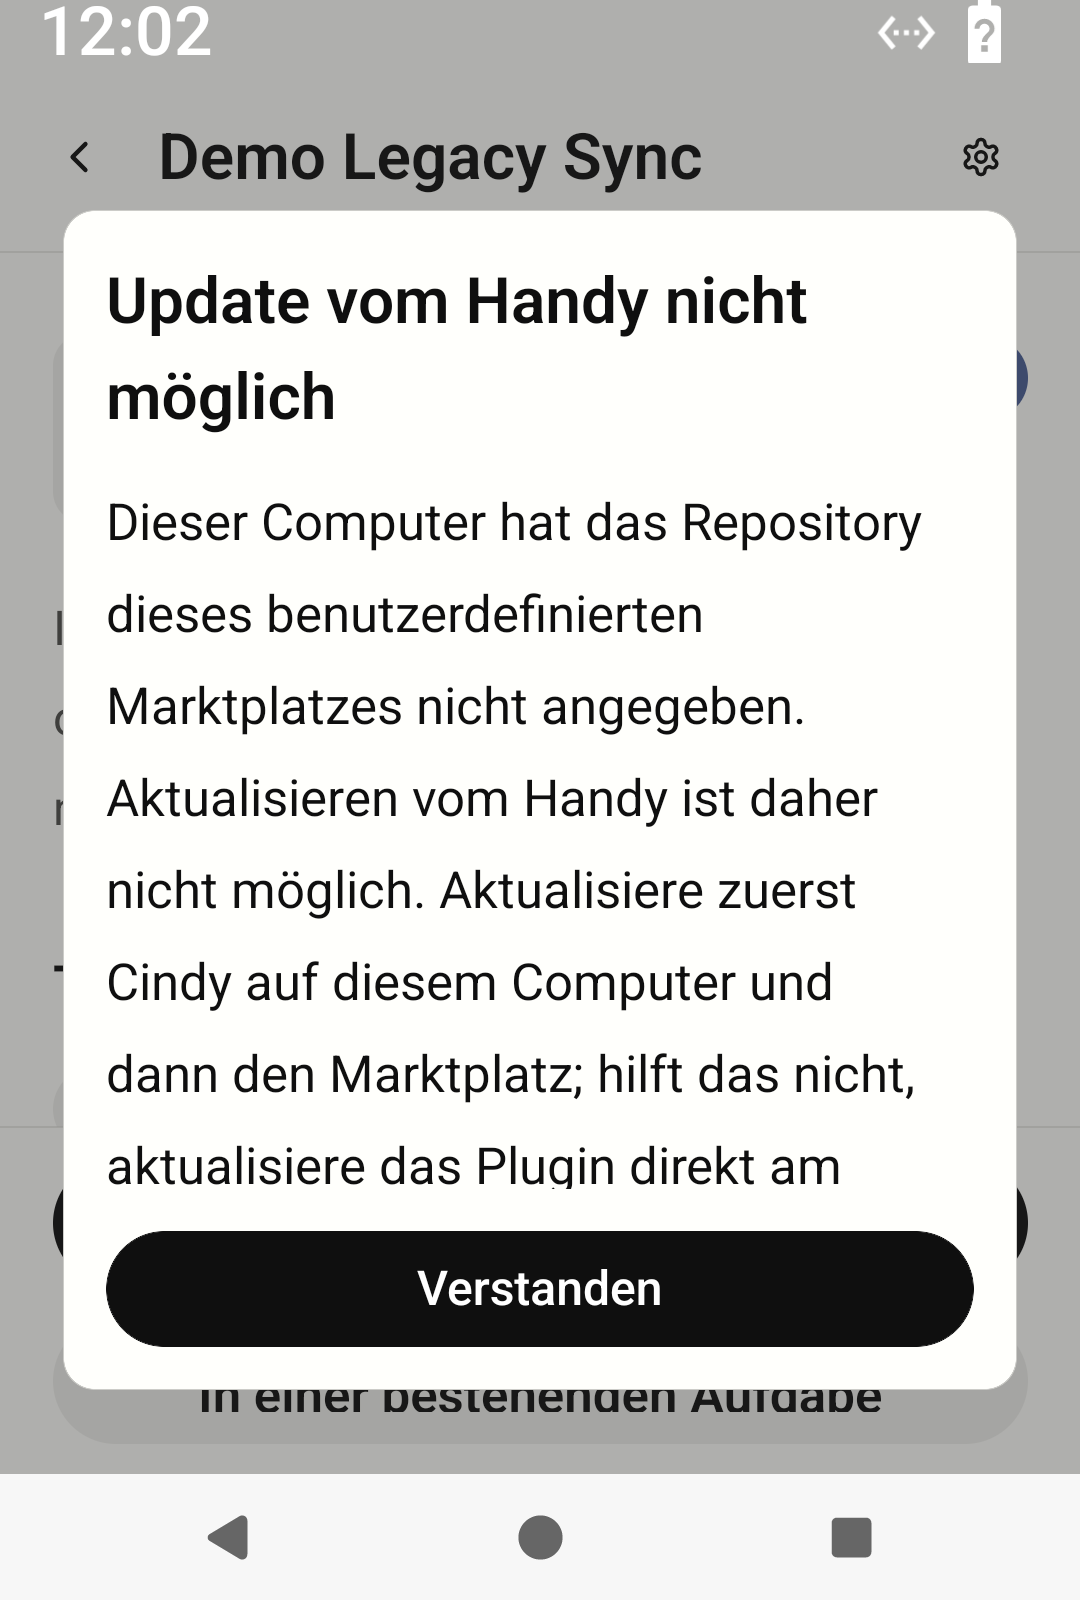 12:02
Demo Legacy Sync
Update vom Handy nicht
möglich
Dieser Computer hat das Repository
dieses benutzerdefinierten
Marktplatzes nicht angegeben.
Aktualisieren vom Handy ist daher
nicht möglich. Aktualisiere zuerst
Cindy auf diesem Computer und
dann den Marktplatz; hilft das nicht,
aktualisiere das Plugin direkt am
Verstanden
In einer bestehenden Aufgabe